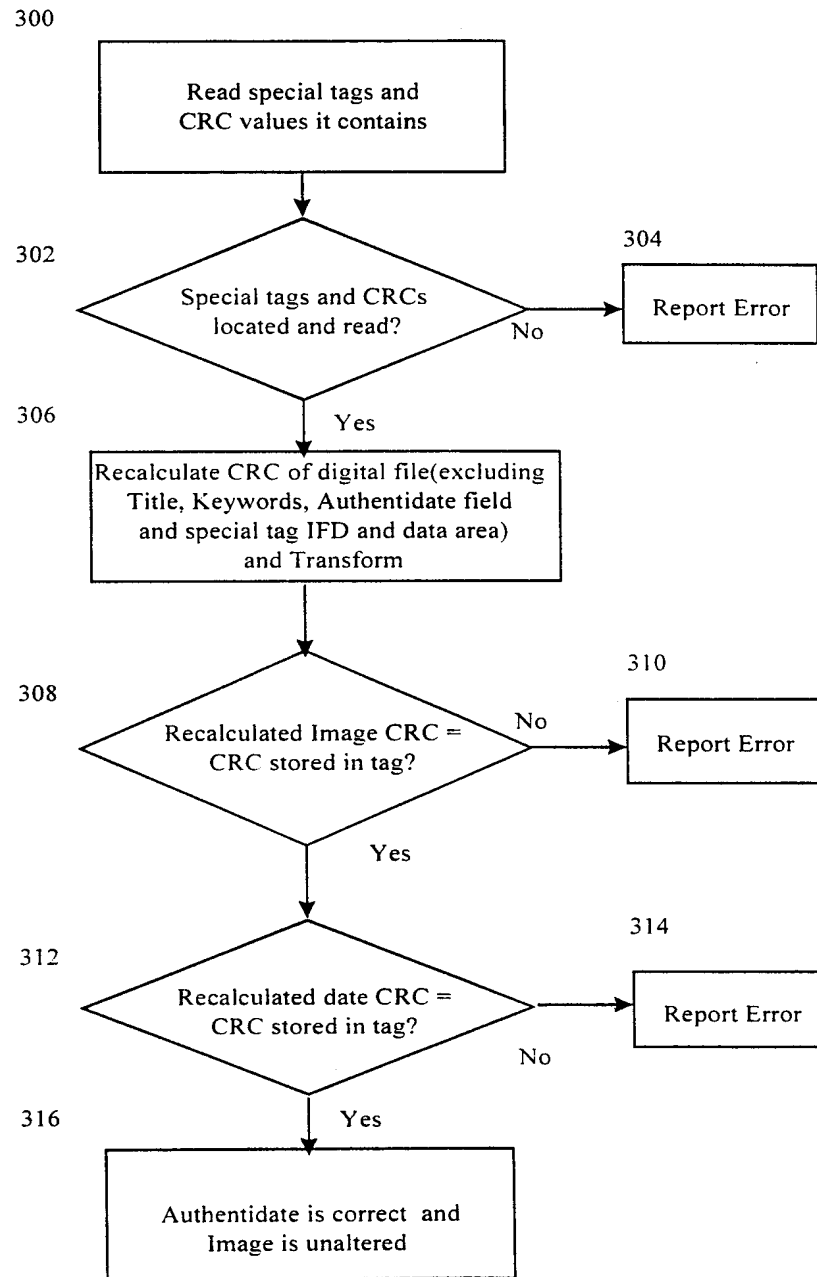 300
Read special tags and
CRC values it contains
302
Special tags and CRCs
located and read?
304
Report Error
No
306
Yes
Recalculate CRC of digital file(excluding
Title, Keywords, Authentidate field
and special tag IFD and data area)
and Transform
308
Recalculated Image CRC =
CRC stored in tag?
No
310
Report Error
Yes
312
Recalculated date CRC =
CRC stored in tag?
314
Report Error
No
316
Yes
Authentidate is correct and
Image is unaltered